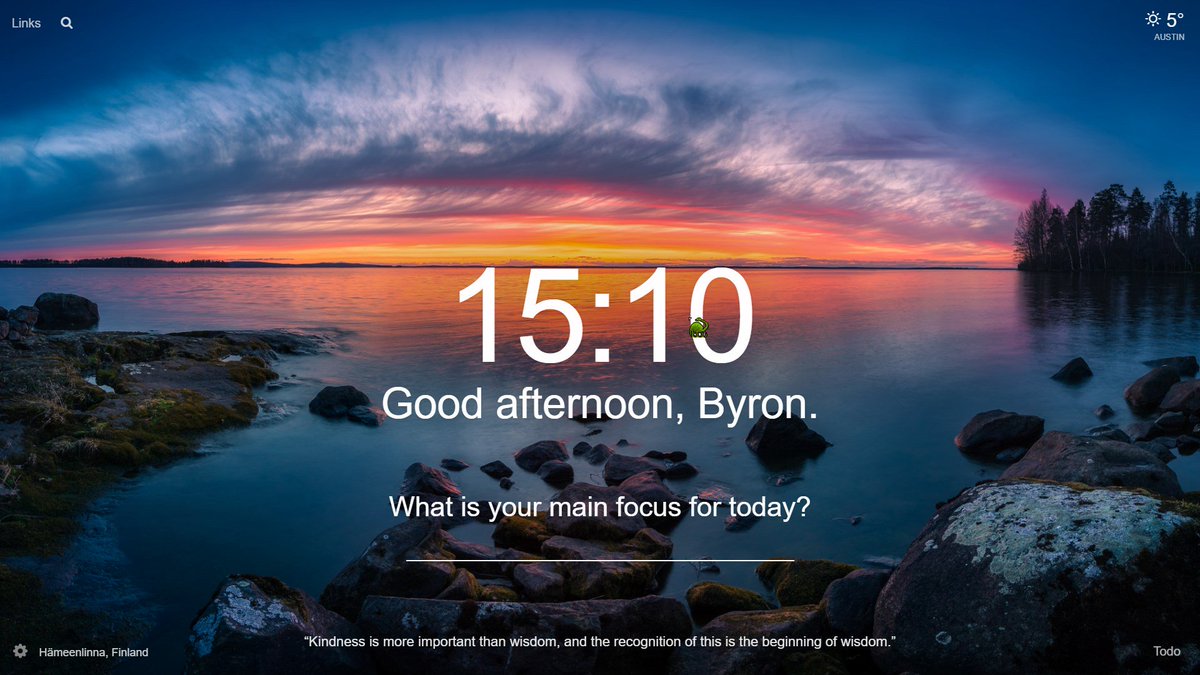 Links
5°
AUSTIN
15:10
Good afternoon, Byron.
What is your main focus for today?
“Kindness is more important than wisdom, and the recognition of this is the beginning of wisdom.”
Hämeenlinna, Finland
Todo